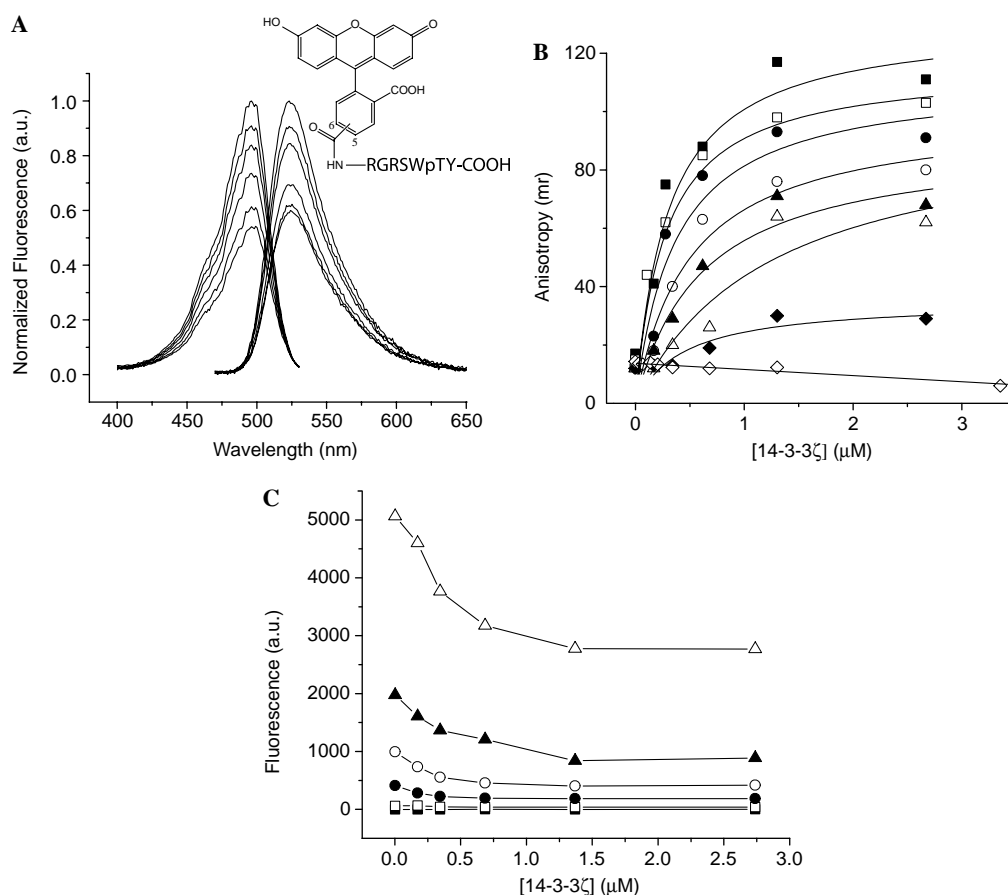 A
HO
O
O
COOH
O
6
5
HN
RGRSWpTY-COOH
1.0
0.8
0.6
0.4
0.2
0.0
Normalized Fluorescence (a.u.)
400
450
500
550
600
650
Wavelength (nm)
B
120
80
40
0
Anisotropy (mr)
0
1
2
3
[14-3-3ζ] (μM)
C
5000
4000
3000
2000
1000
0
Fluorescence (a.u.)
0.0
0.5
1.0
1.5
2.0
2.5
3.0
[14-3-3ζ] (μM)